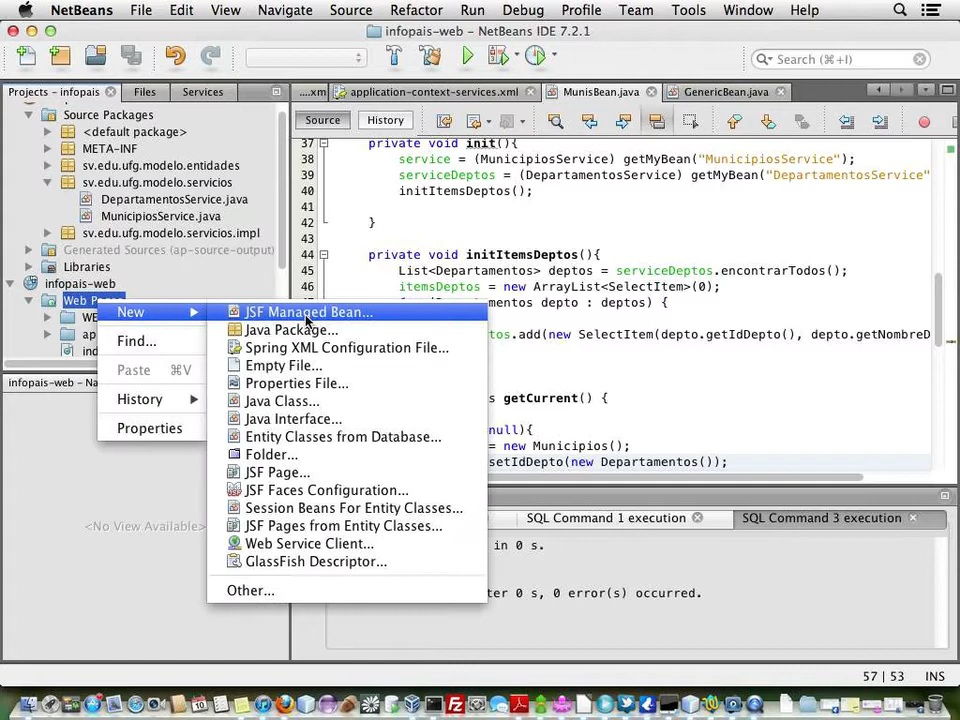 NetBeans File Edit View Navigate Source Refactor Run Debug Profile Team Tools Window Help
infopais-web – NetBeans IDE 7.2.1
Search (⌘+I)
Projects – infopais Files Services
....xm application-context-services.xml MunisBean.java GenericBean.java
Source History
Source Packages
<default package>
META-INF
sv.edu.ufg.modelo.entidades
sv.edu.ufg.modelo.servicios
DepartamentosService.java
MunicipiosService.java
sv.edu.ufg.modelo.servicios.impl
Generated Sources (ap-source-output)
Libraries
infopais-web
Web Pages
WE
ap
ind
infopais-web – Na
<No View Available>
37 private void init(){
38 service = (MunicipiosService) getMyBean("MunicipiosService");
39 serviceDeptos = (DepartamentosService) getMyBean("DepartamentosService"
40 initItemsDeptos();
41
42 }
43
44 private void initItemsDeptos(){
45 List<Departamentos> deptos = serviceDeptos.encontrarTodos();
46 = new ArrayList<SelectItem>(0);
47 mentos depto : deptos) {
ptos.add(new SelectItem(depto.getIdDepto(), depto.getNombreD
s getCurrent() {
null){
= new Municipios();
setIdDepto(new Departamentos());
New
Find...
Paste ⌘V
History
Properties
JSF Managed Bean...
Java Package...
Spring XML Configuration File...
Empty File...
Properties File...
Java Class...
Java Interface...
Entity Classes from Database...
Folder...
JSF Page...
JSF Faces Configuration...
Session Beans For Entity Classes...
JSF Pages from Entity Classes...
Web Service Client...
GlassFish Descriptor...
Other...
SQL Command 1 execution SQL Command 3 execution
in 0 s.
ter 0 s, 0 error(s) occurred.
57 | 53 INS